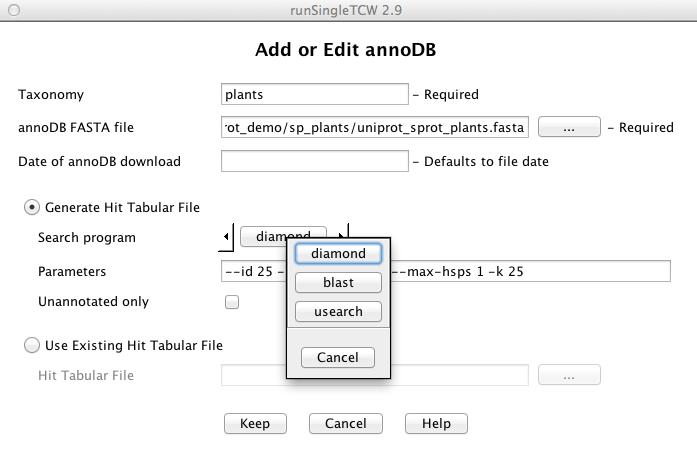 runSingleTCW 2.9
Add or Edit annoDB
Taxonomy plants - Required
annoDB FASTA file rot_demo/sp_plants/uniprot_sprot_plants.fasta ... - Required
Date of annoDB download - Defaults to file date
Generate Hit Tabular File
Search program diamond
diamond
Parameters --id 25 - --max-hsps 1 -k 25
blast
Unannotated only
usearch
Use Existing Hit Tabular File
Cancel
Hit Tabular File ...
Keep Cancel Help